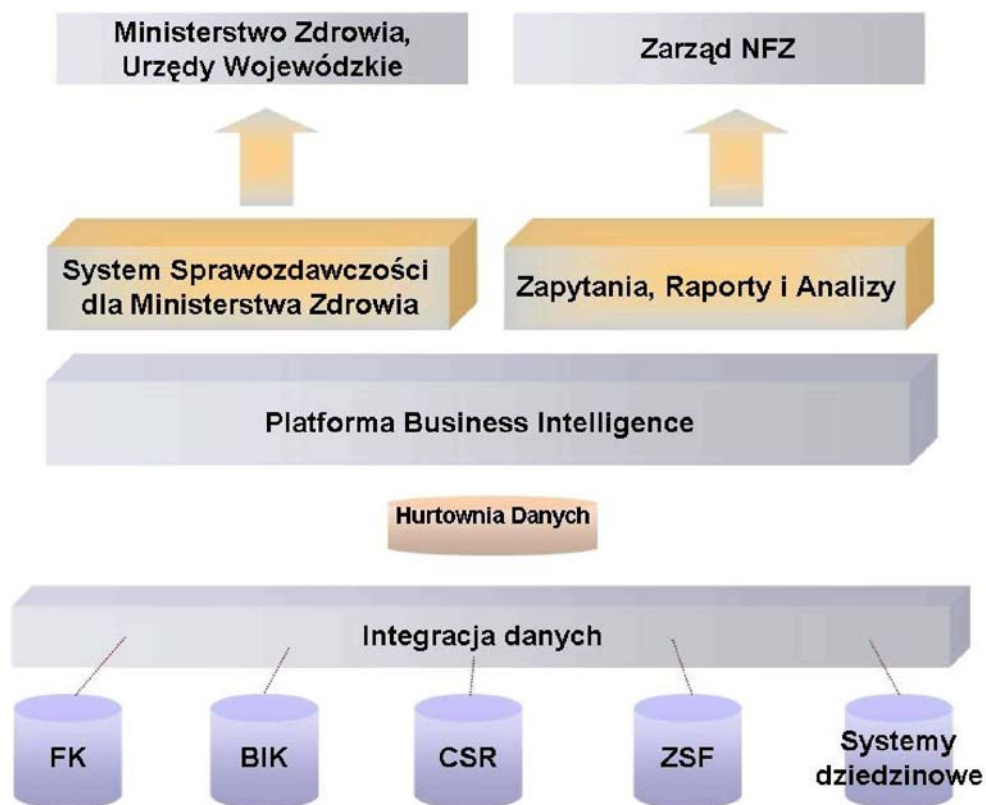 Ministerstwo Zdrowia,
Urzędy Wojewódzkie
Zarząd NFZ
System Sprawozdawczości
dla Ministerstwa Zdrowia
Zapytania, Raporty i Analizy
Platforma Business Intelligence
Hurtownia Danych
Integracja danych
FK
BIK
CSR
ZSF
Systemy
dziedzinowe